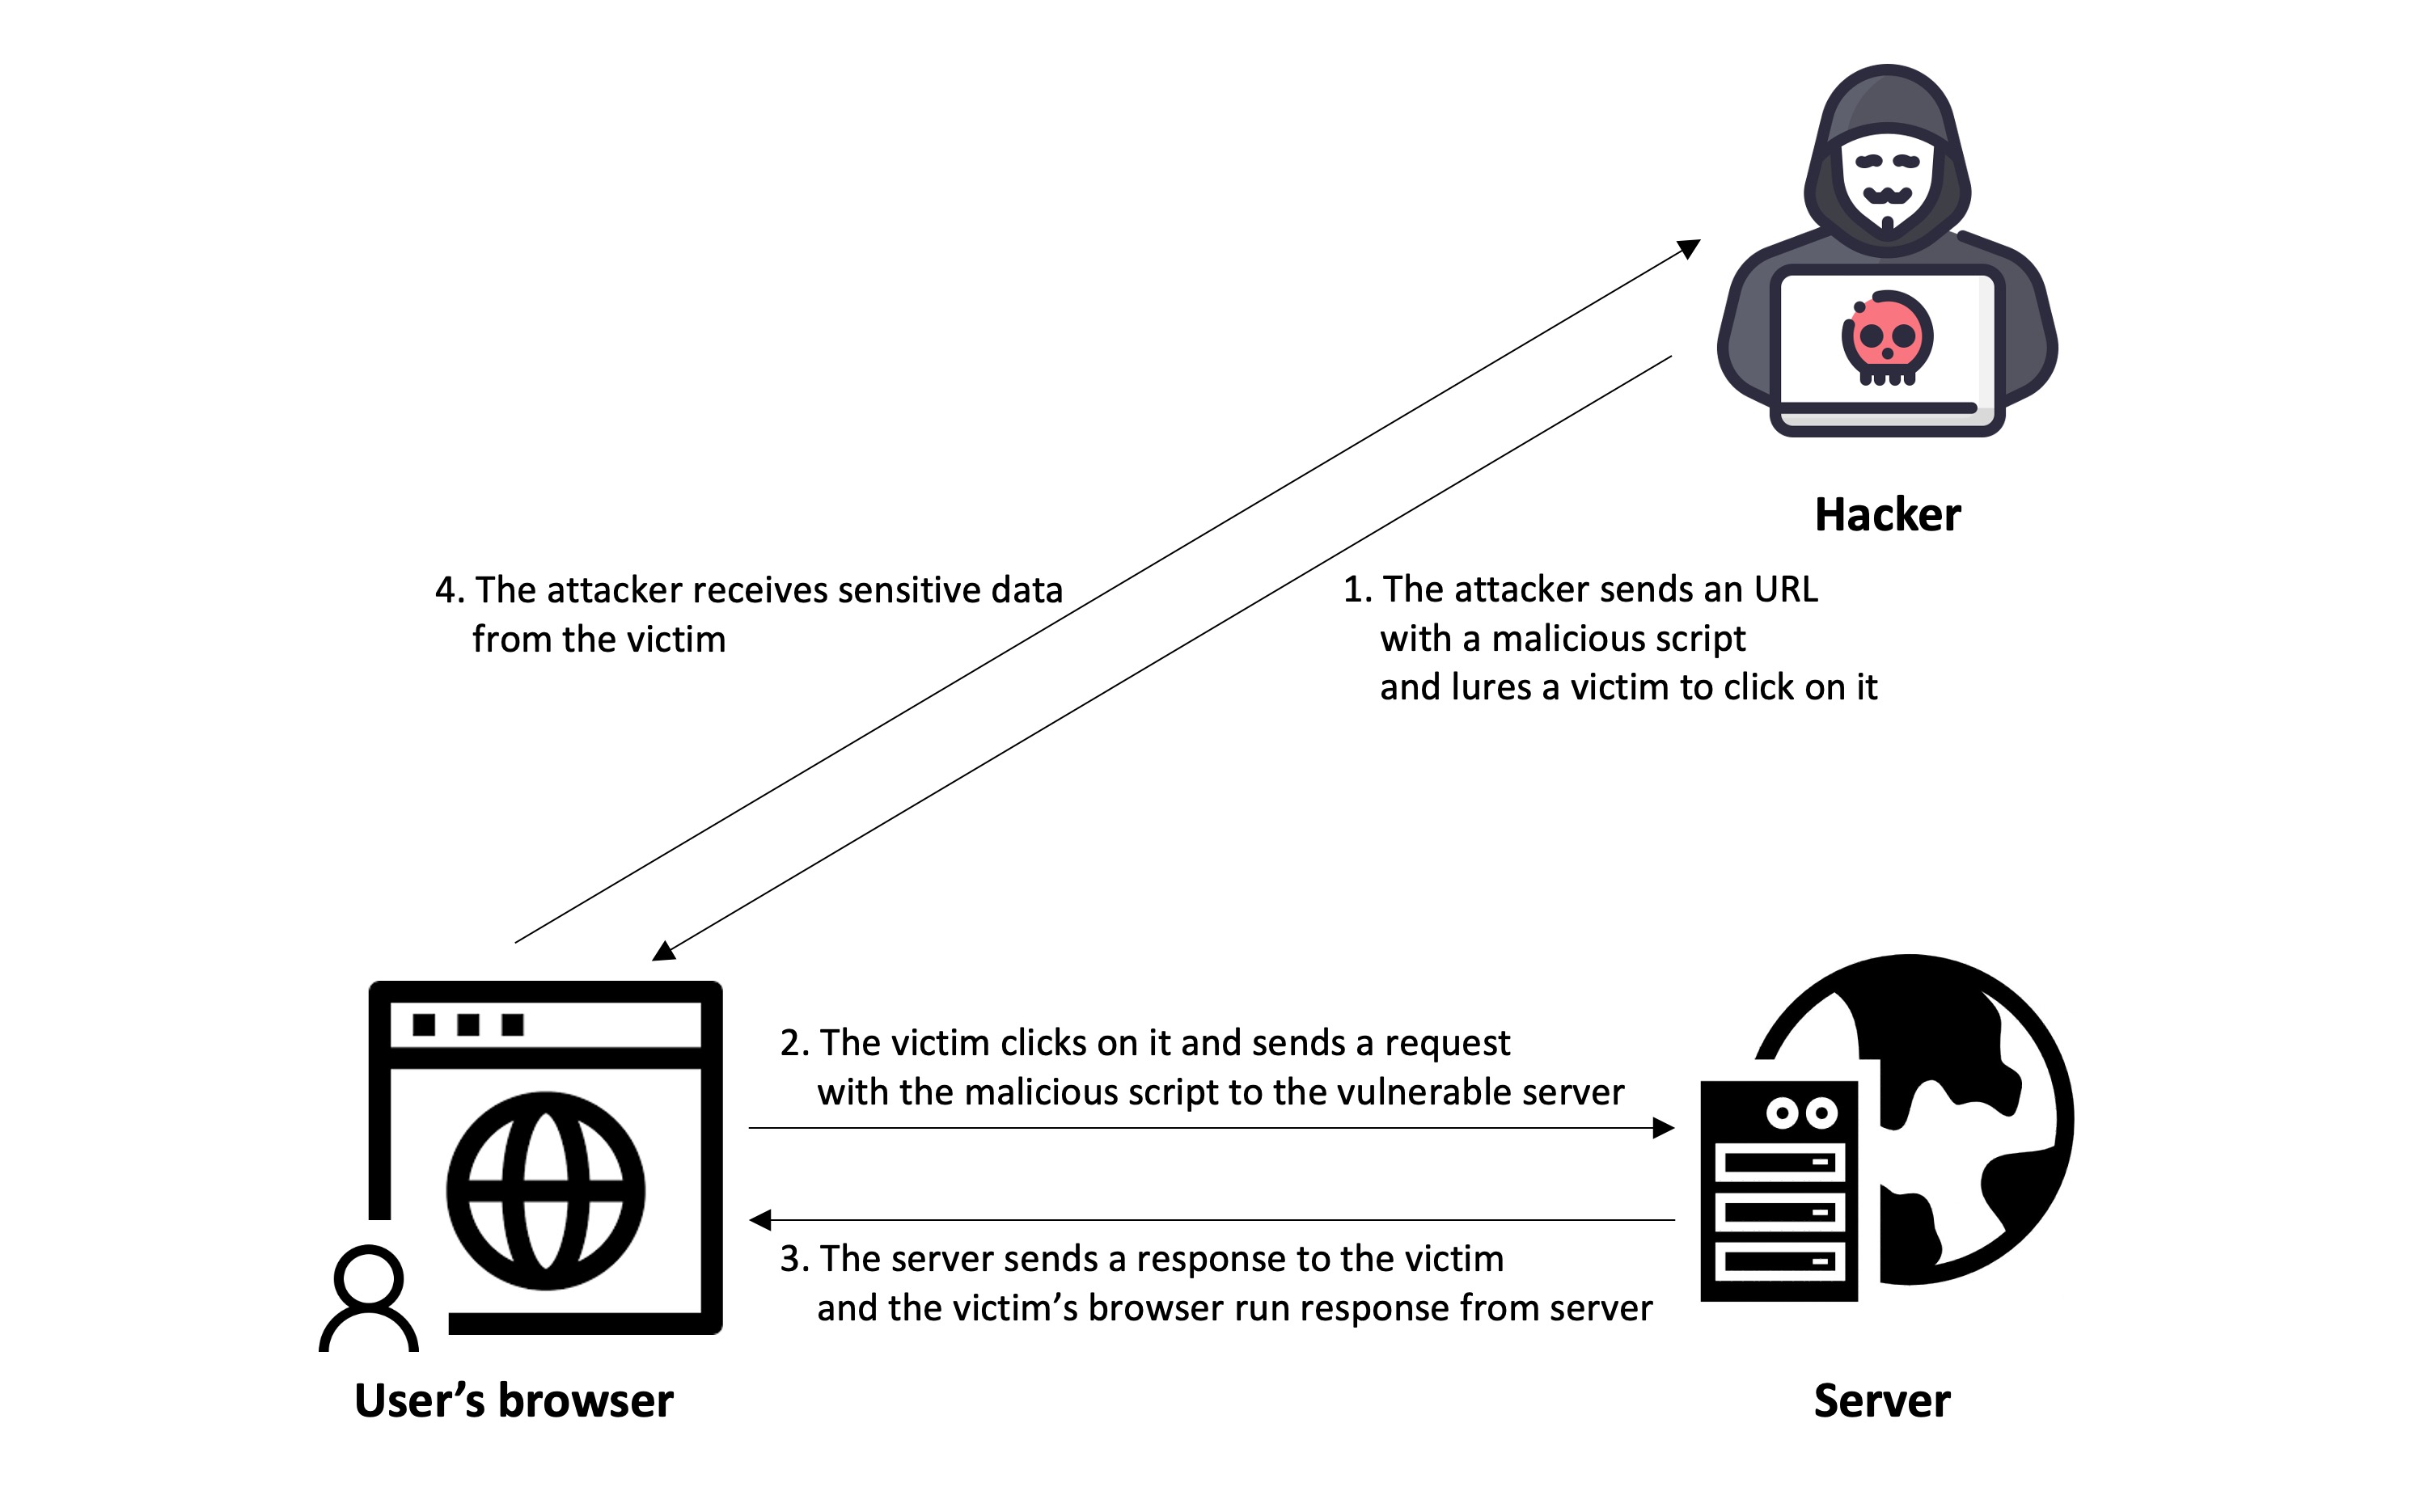 Hacker
4. The attacker receives sensitive data
from the victim
1. The attacker sends an URL
with a malicious script
and lures a victim to click on it
2. The victim clicks on it and sends a request
with the malicious script to the vulnerable server
3. The server sends a response to the victim
and the victim’s browser run response from server
User’s browser
Server